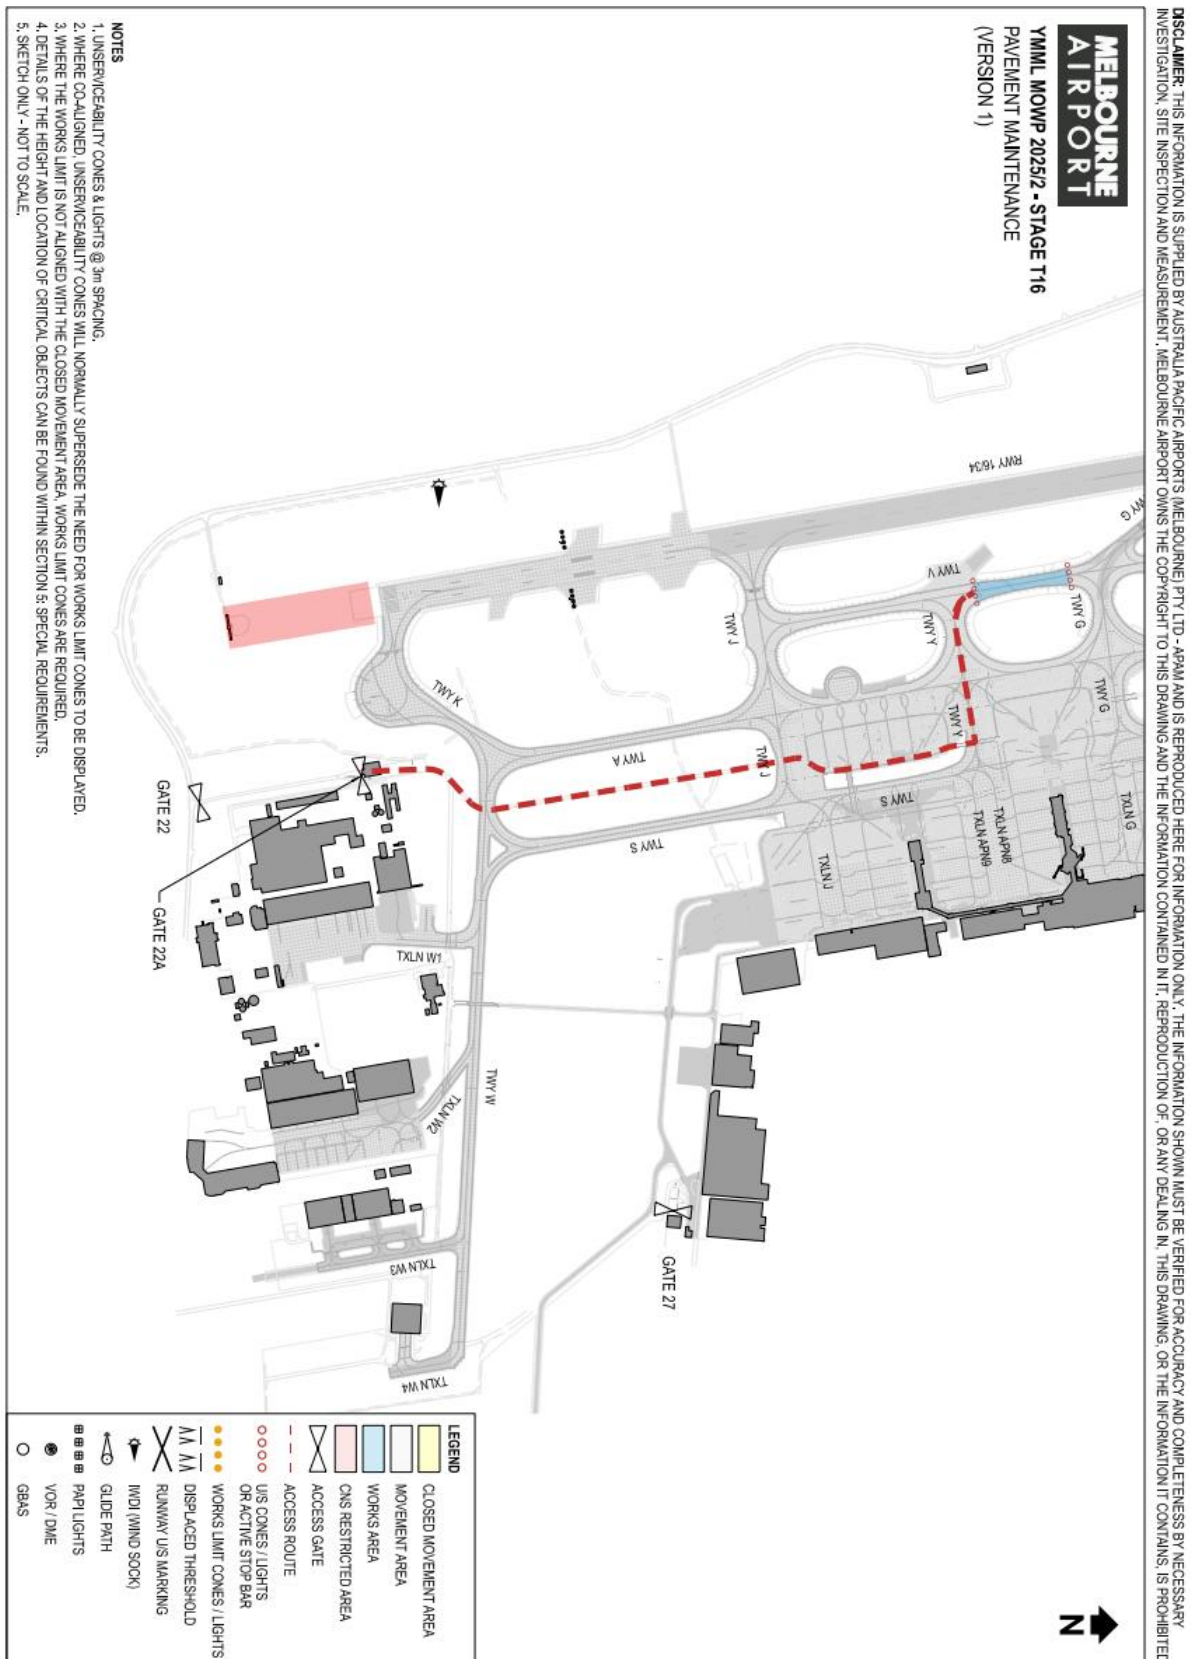 DISCLAIMER: THIS INFORMATION IS SUPPLIED BY AUSTRALIA PACIFIC AIRPORTS (MELBOURNE) PTY LTD - APAM AND IS REPRODUCED HERE FOR INFORMATION ONLY. THE INFORMATION SHOWN MUST BE VERIFIED FOR ACCURACY AND COMPLETENESS BY NECESSARY
INVESTIGATION, SITE INSPECTION AND MEASUREMENT. MELBOURNE AIRPORT OWNS THE COPYRIGHT TO THIS DRAWING AND THE INFORMATION CONTAINED IN IT. REPRODUCTION OF, OR ANY DEALING IN, THIS DRAWING, OR THE INFORMATION IT CONTAINS, IS PROHIBITED
MELBOURNE
AIRPORT
YMML MOWP 2025/2 - STAGE T16
PAVEMENT MAINTENANCE
(VERSION 1)
N
RWY 16/34
TWY G
TWY V
TWY G
TWY G
TXLN G
TWY J
TWY Y
TWY Y
TXLN APN8
TXLN APN9
TWY K
TWY A
TWY J
TWY S
TXLN J
TWY S
GATE 22
GATE 22A
TXLN W1
TWY W
TXLN W2
GATE 27
TXLN W3
TXLN W4
NOTES
1. UNSERVICEABILITY CONES & LIGHTS @ 3m SPACING.
2. WHERE CO-ALIGNED, UNSERVICEABILITY CONES WILL NORMALLY SUPERSEDE THE NEED FOR WORKS LIMIT CONES TO BE DISPLAYED.
3. WHERE THE WORKS LIMIT IS NOT ALIGNED WITH THE CLOSED MOVEMENT AREA, WORKS LIMIT CONES ARE REQUIRED.
4. DETAILS OF THE HEIGHT AND LOCATION OF CRITICAL OBJECTS CAN BE FOUND WITHIN SECTION 5: SPECIAL REQUIREMENTS.
5. SKETCH ONLY - NOT TO SCALE.
LEGEND
CLOSED MOVEMENT AREA
MOVEMENT AREA
WORKS AREA
CNS RESTRICTED AREA
ACCESS GATE
ACCESS ROUTE
U/S CONES / LIGHTS
OR ACTIVE STOP BAR
WORKS LIMIT CONES / LIGHTS
DISPLACED THRESHOLD
RUNWAY U/S MARKING
IWDI (WIND SOCK)
GLIDE PATH
PAPI LIGHTS
VOR / DME
GBAS